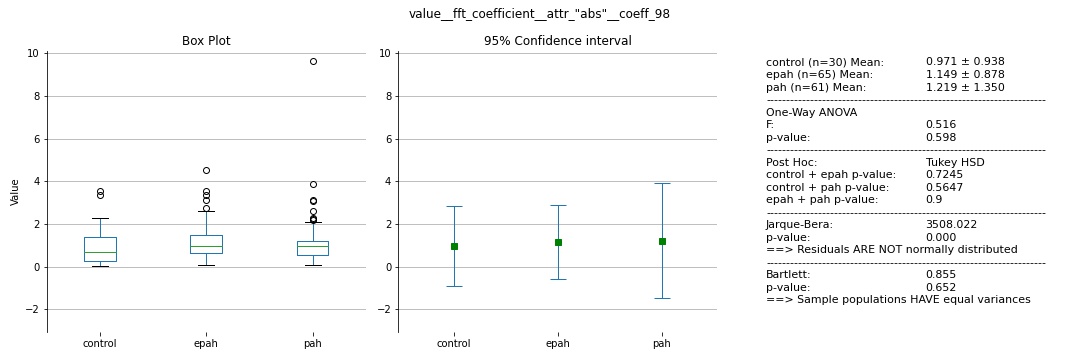 value__fft_coefficient__attr_"abs"__coeff_98
Box Plot
10
8
6
4
2
0
−2
Value
control
epah
pah
95% Confidence interval
10
8
6
4
2
0
−2
control
epah
pah
control (n=30) Mean: 0.971 ± 0.938
epah (n=65) Mean: 1.149 ± 0.878
pah (n=61) Mean: 1.219 ± 1.350
One-Way ANOVA
F: 0.516
p-value: 0.598
Post Hoc: Tukey HSD
control + epah p-value: 0.7245
control + pah p-value: 0.5647
epah + pah p-value: 0.9
Jarque-Bera: 3508.022
p-value: 0.000
==> Residuals ARE NOT normally distributed
Bartlett: 0.855
p-value: 0.652
==> Sample populations HAVE equal variances